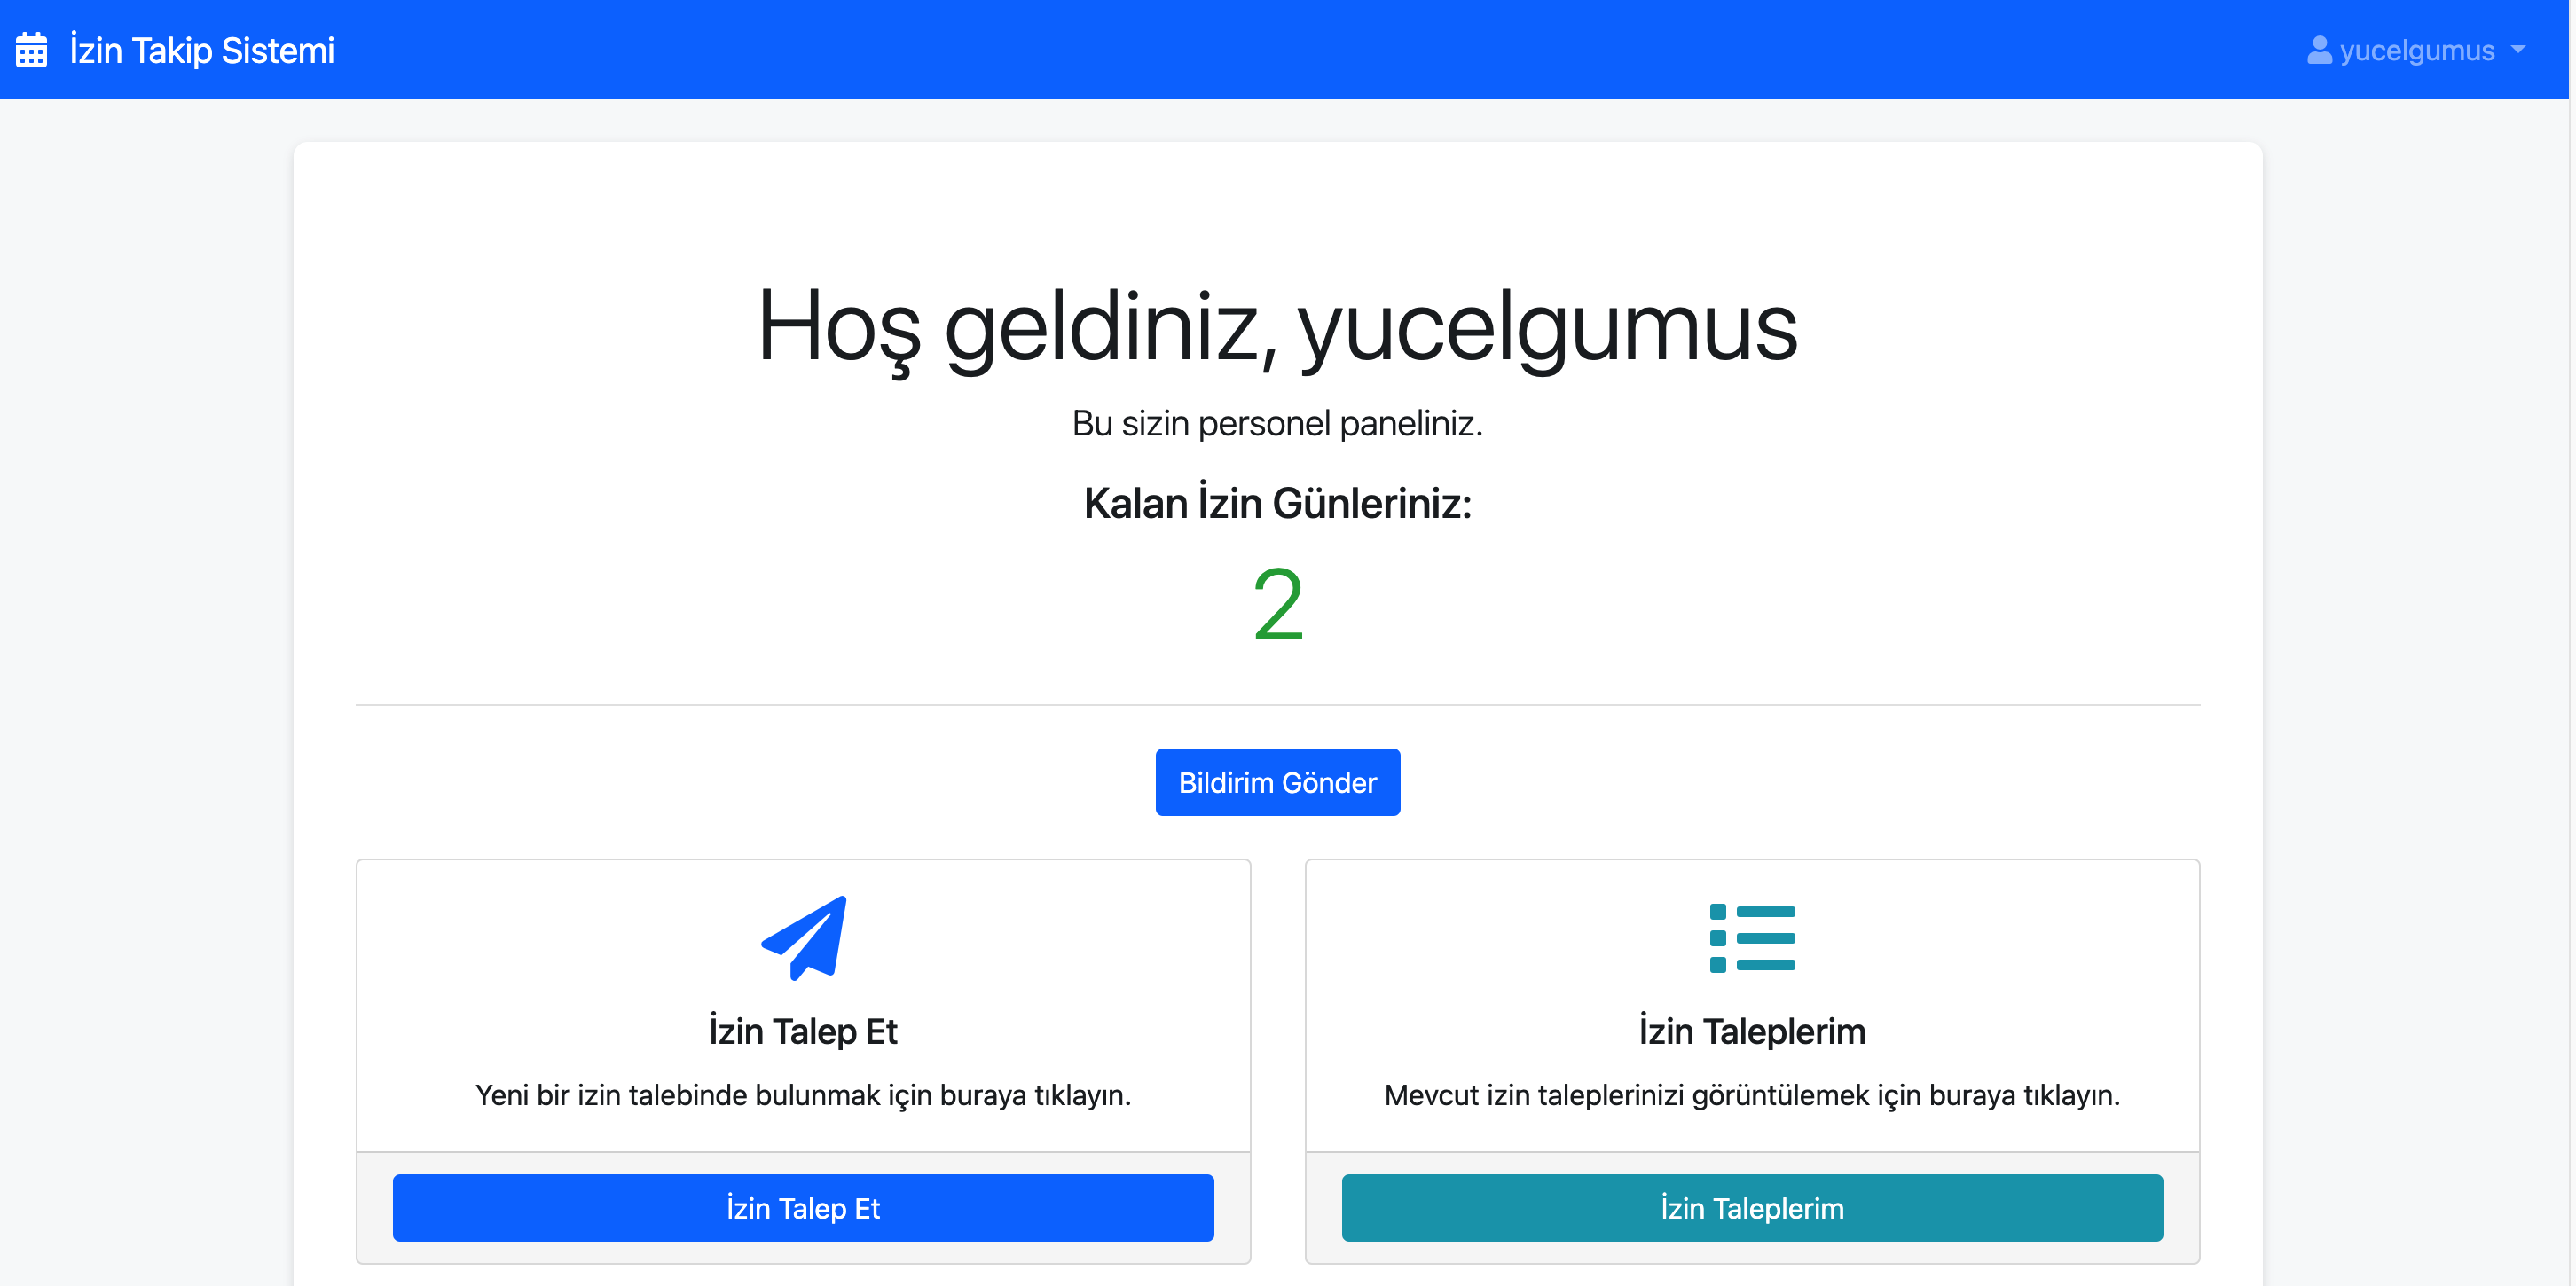 İzin Takip Sistemi
yucelgumus
Hoş geldiniz, yucelgumus
Bu sizin personel paneliniz.
Kalan İzin Günleriniz:
2
Bildirim Gönder
İzin Talep Et
Yeni bir izin talebinde bulunmak için buraya tıklayın.
İzin Talep Et
İzin Taleplerim
Mevcut izin taleplerinizi görüntülemek için buraya tıklayın.
İzin Taleplerim